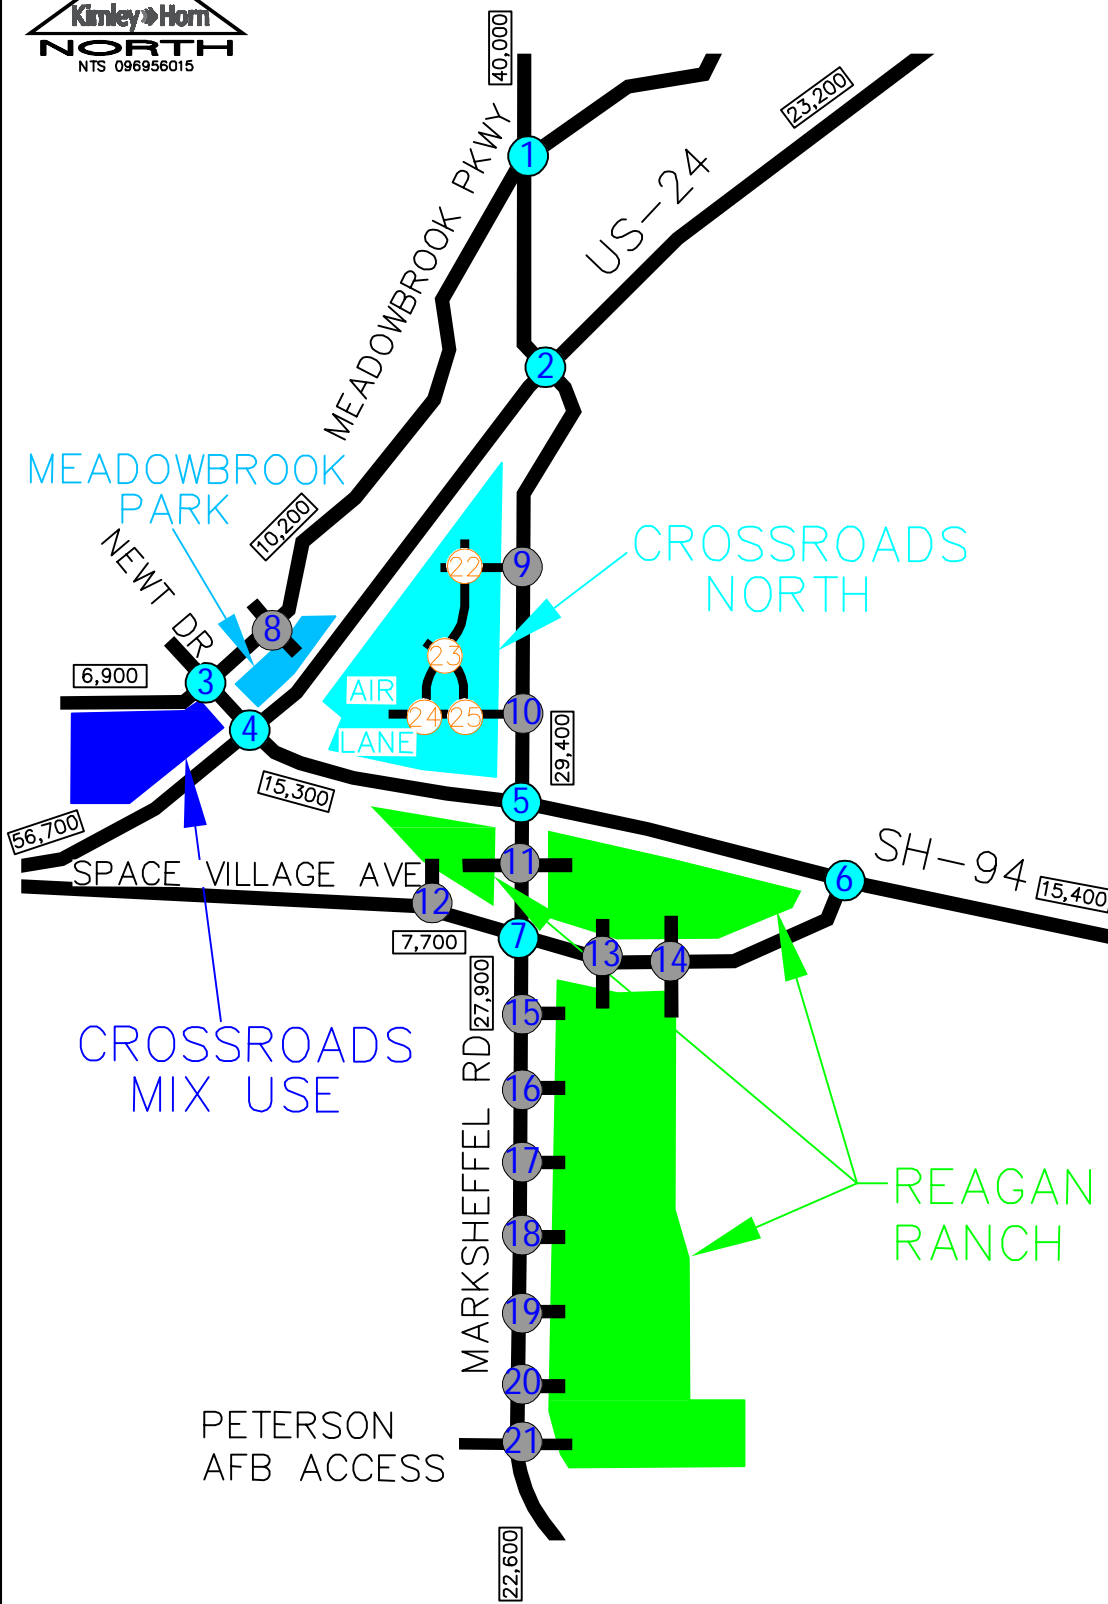 Kimley»Horn
NORTH
NTS 096956015
40,000
23,200
MEADOWBROOK PKWY
1
US-24
2
MEADOWBROOK
PARK
10,200
NEWT DR
CROSSROADS
NORTH
22
9
8
23
6,900
3
AIR
LANE
24
25
10
4
29,400
15,300
5
56,700
SPACE VILLAGE AVE
11
SH-94
6
15,400
12
7,700
7
13
14
27,900
15
CROSSROADS
MIX USE
16
MARKSHEFFEL RD
17
REAGAN
RANCH
18
19
20
PETERSON
AFB ACCESS
21
22,600